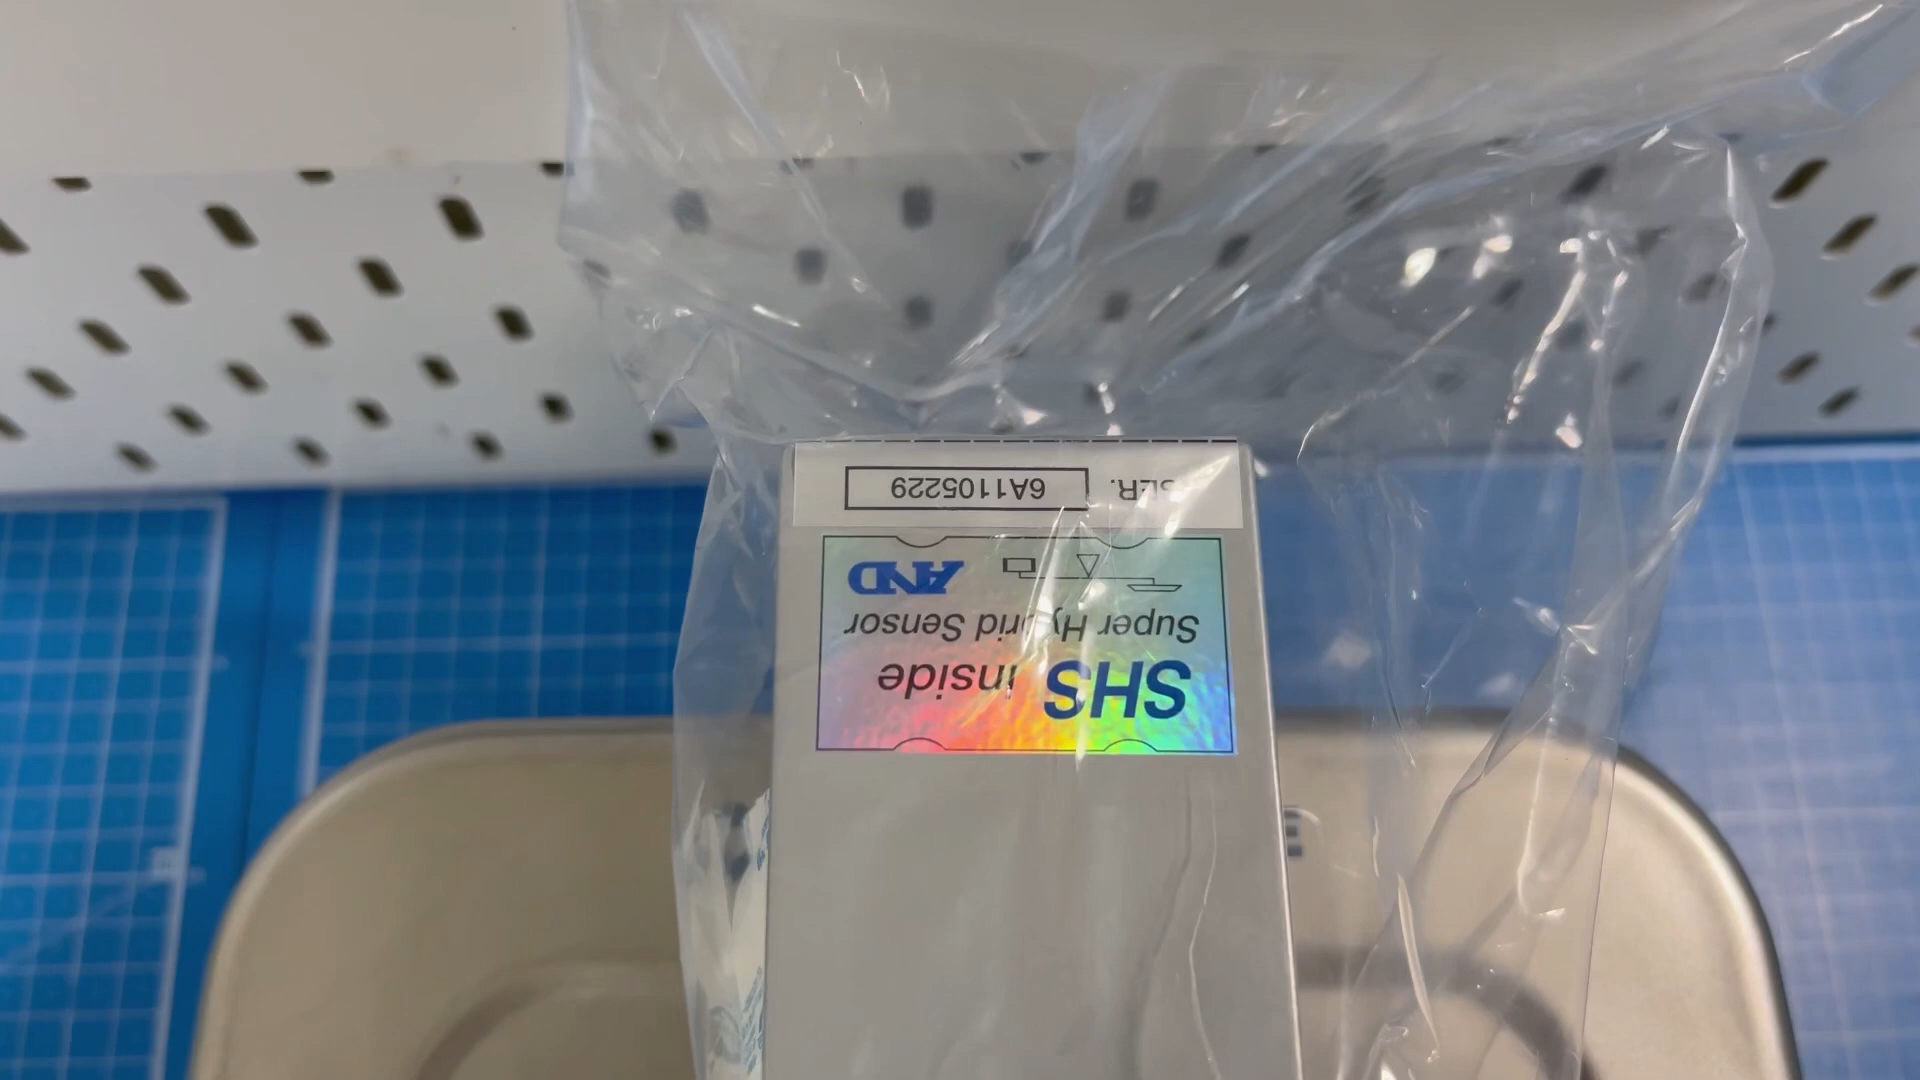 SHS inside
Super Hybrid Sensor
AND
SER. 6A1105229
E